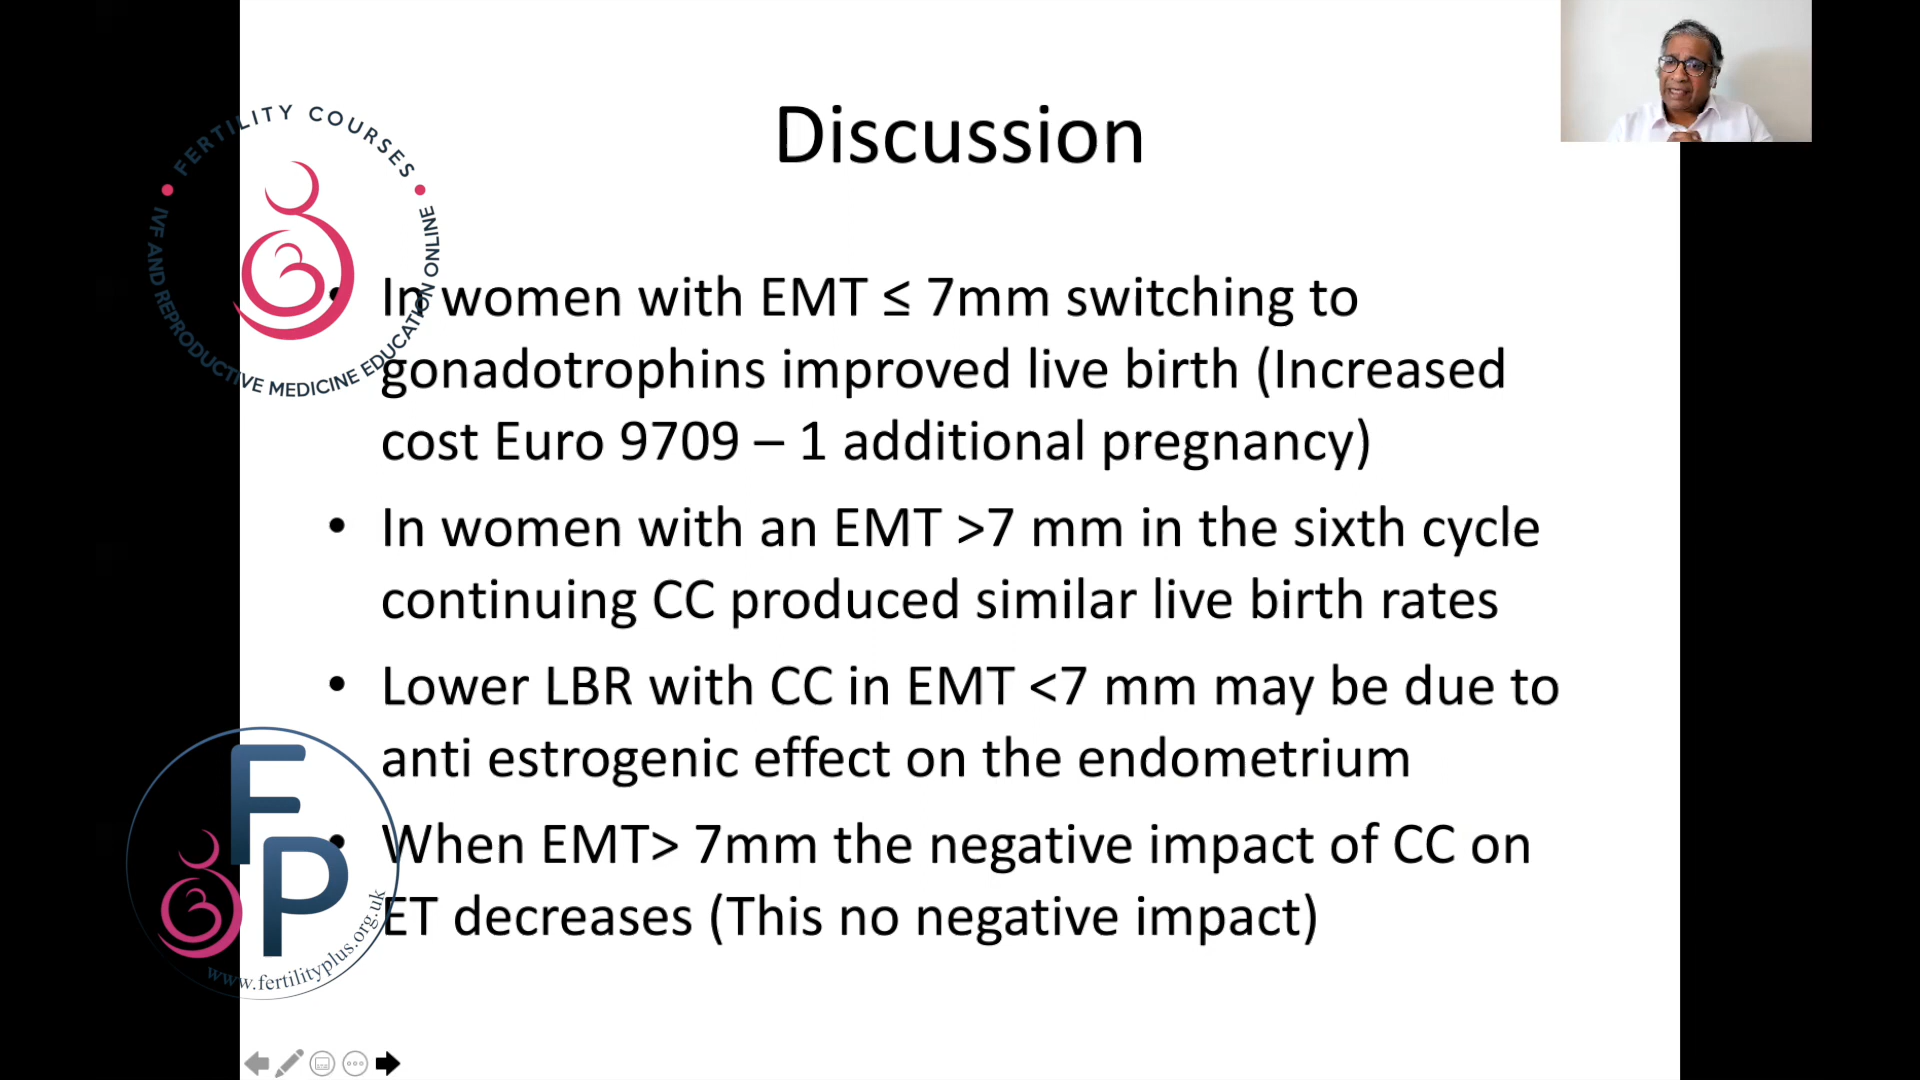 Discussion
• FERTILITY COURSES •
IVF AND REPRODUCTIVE MEDICINE EDUCATION ONLINE
• In women with EMT ≤ 7mm switching to
gonadotrophins improved live birth (Increased
cost Euro 9709 – 1 additional pregnancy)
• In women with an EMT >7 mm in the sixth cycle
continuing CC produced similar live birth rates
• Lower LBR with CC in EMT <7 mm may be due to
anti estrogenic effect on the endometrium
• When EMT> 7mm the negative impact of CC on
ET decreases (This no negative impact)
FP
www.fertilityplus.org.uk